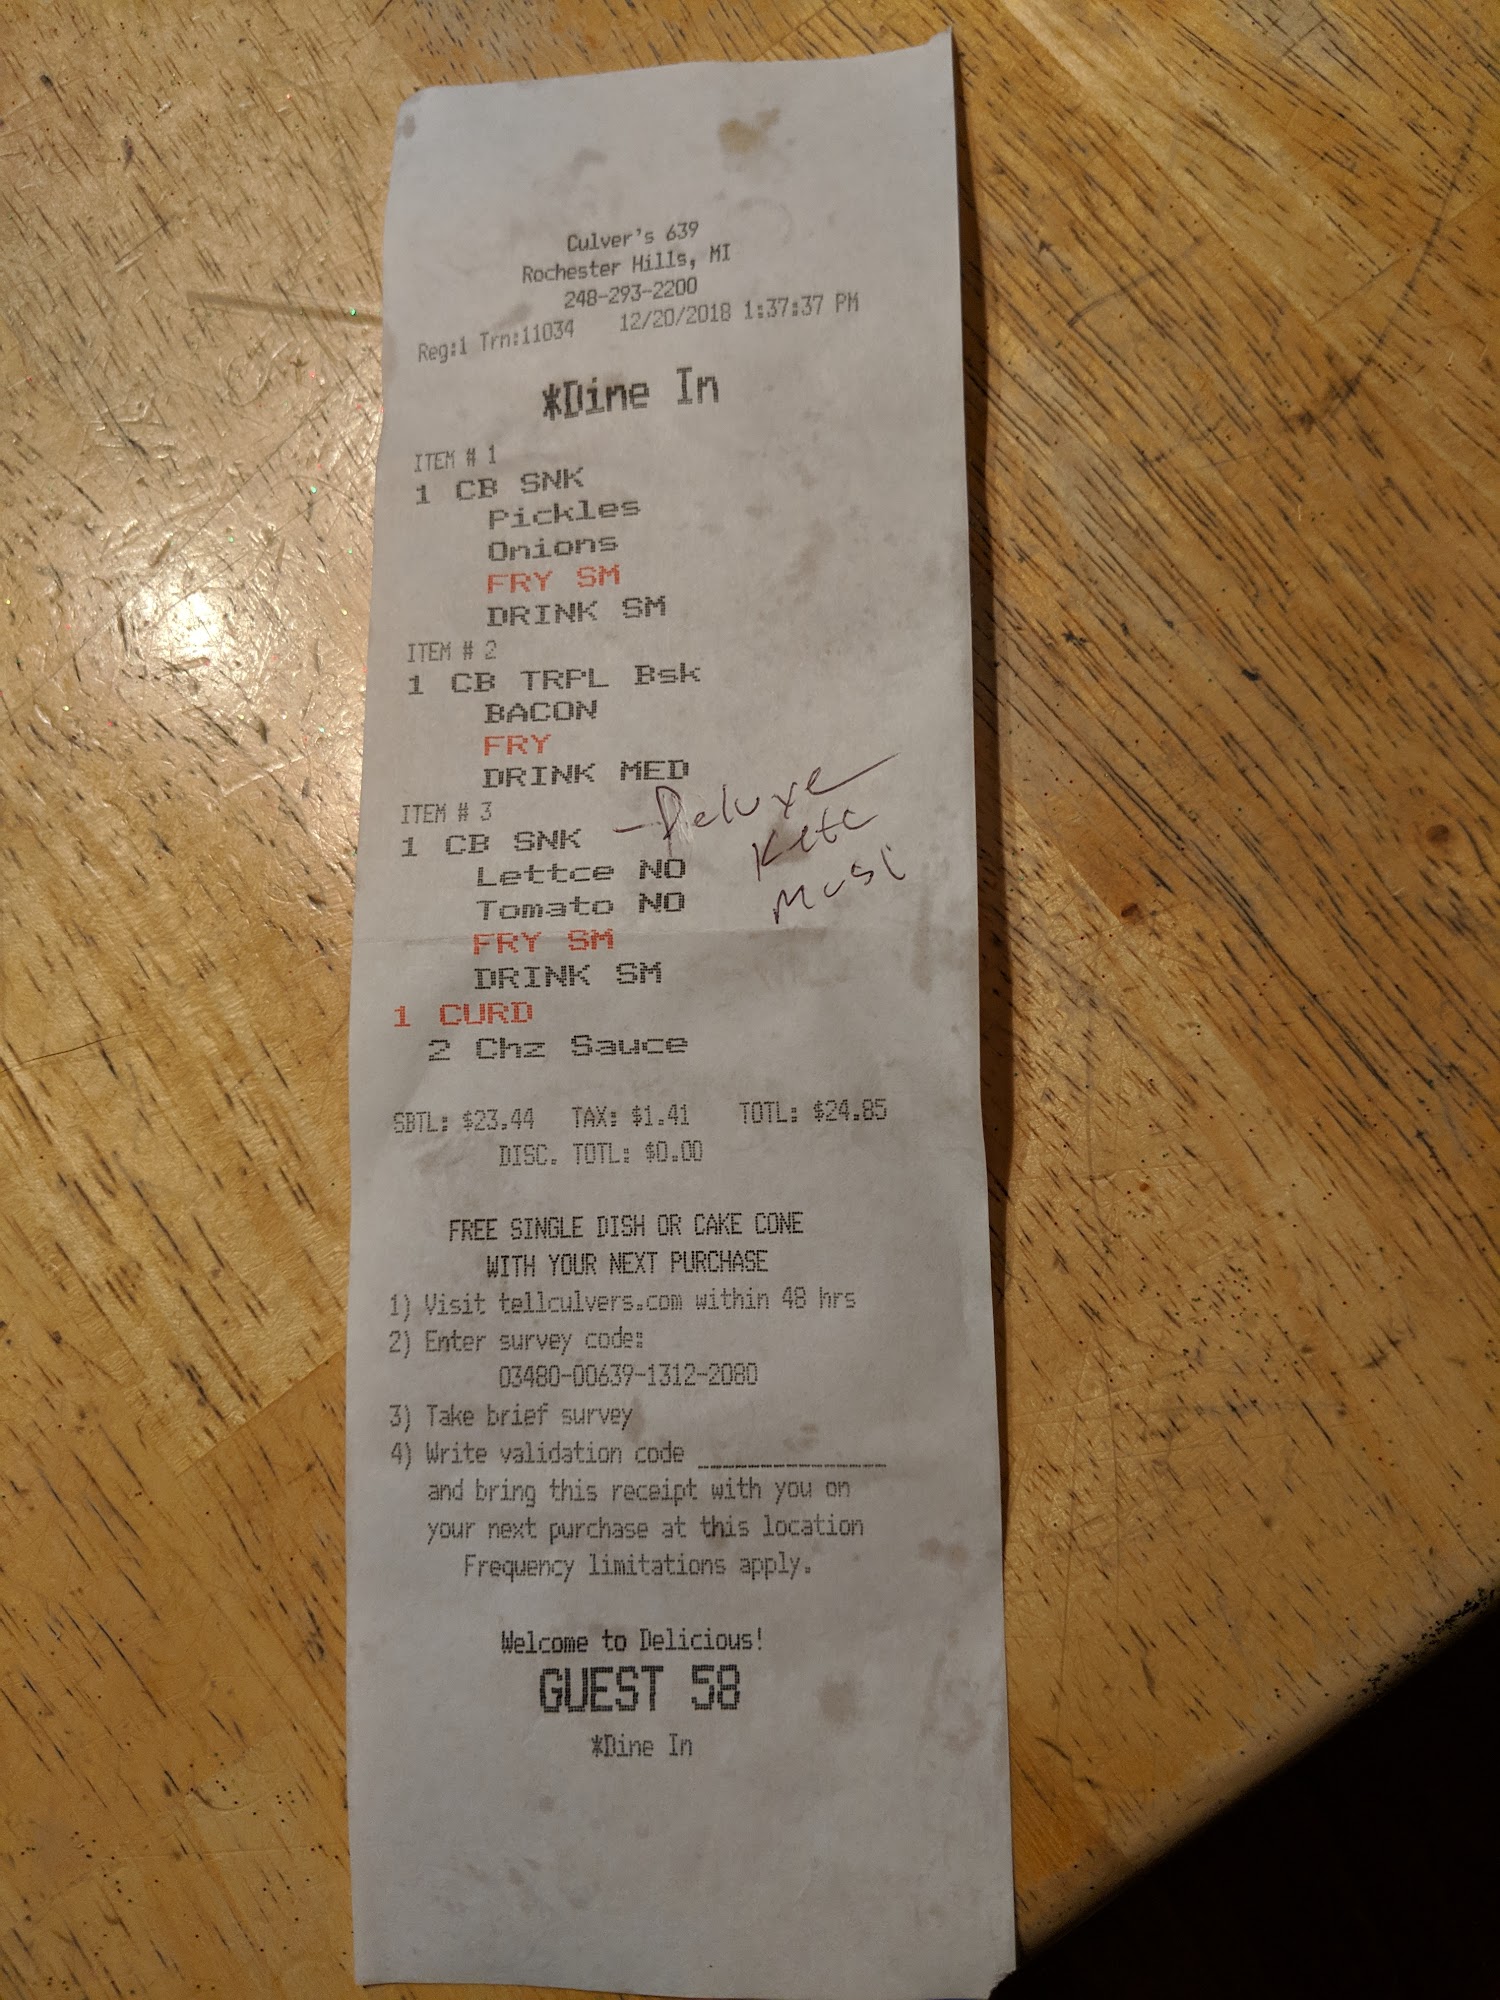 Culver's 639
Rochester Hills, MI
248-293-2200
Reg:1 Trn:11034 12/20/2018 1:37:37 PM
*Dine In
ITEM # 1
1 CB SNK
Pickles
Onions
FRY SM
DRINK SM
ITEM # 2
1 CB TRPL Bsk
BACON
FRY
DRINK MED
ITEM # 3
1 CB SNK - Deluxe
Lettce NO Ketc
Tomato NO Must
FRY SM
DRINK SM
1 CURD
2 Chz Sauce
SBTL: $23.44 TAX: $1.41 TOTL: $24.85
DISC. TOTL: $0.00
FREE SINGLE DISH OR CAKE CONE
WITH YOUR NEXT PURCHASE
1) Visit tellculvers.com within 48 hrs
2) Enter survey code:
03480-00639-1312-2080
3) Take brief survey
4) Write validation code _______________
and bring this receipt with you on
your next purchase at this location
Frequency limitations apply.
Welcome to Delicious!
GUEST 58
*Dine In